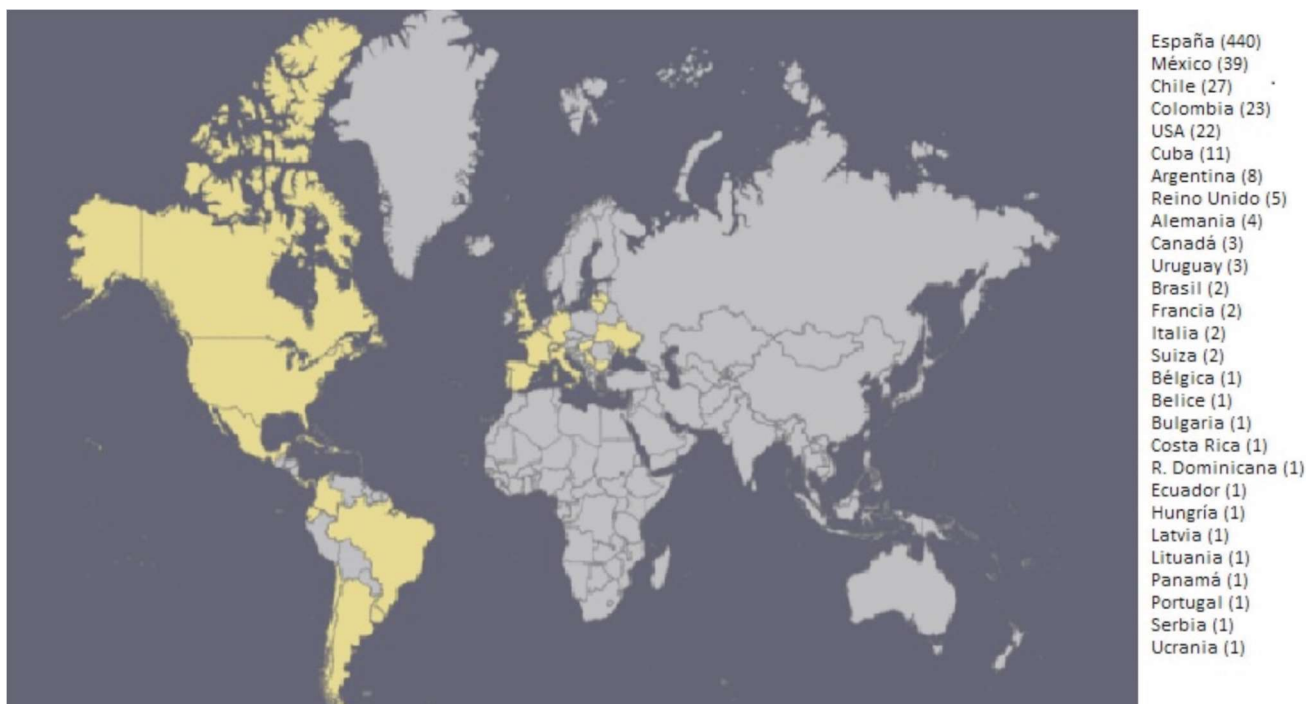 España (440)
México (39)
Chile (27)
Colombia (23)
USA (22)
Cuba (11)
Argentina (8)
Reino Unido (5)
Alemania (4)
Canadá (3)
Uruguay (3)
Brasil (2)
Francia (2)
Italia (2)
Suiza (2)
Bélgica (1)
Belice (1)
Bulgaria (1)
Costa Rica (1)
R. Dominicana (1)
Ecuador (1)
Hungría (1)
Latvia (1)
Lituania (1)
Panamá (1)
Portugal (1)
Serbia (1)
Ucrania (1)